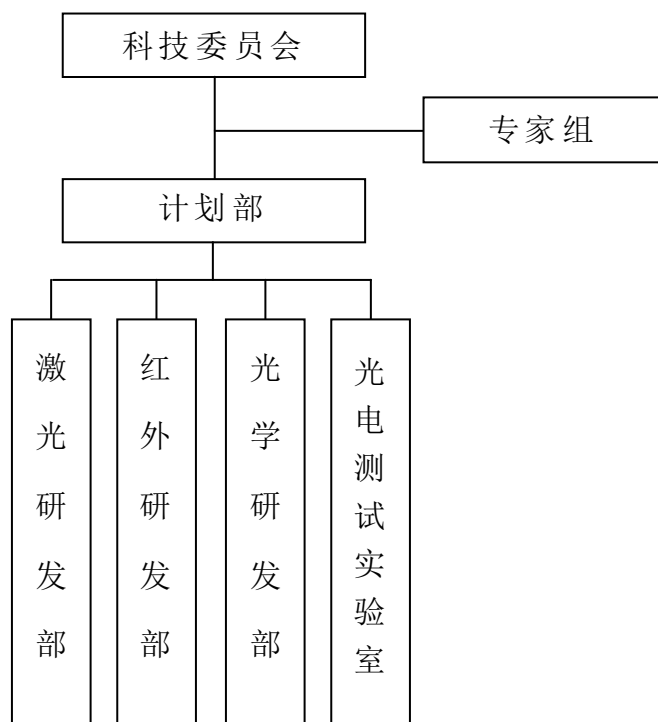 科技委员会
专家组
计划部
激光研发部
红外研发部
光学研发部
光电测试实验室